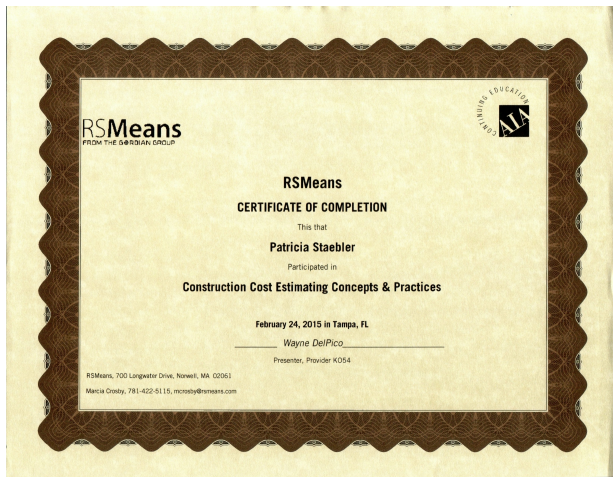 RSMeans
FROM THE GORDIAN GROUP
CONTINUING EDUCATION
AIA
RSMeans
CERTIFICATE OF COMPLETION
This that
Patricia Staebler
Participated in
Construction Cost Estimating Concepts & Practices
February 24, 2015 in Tampa, FL
Wayne DelPico
Presenter, Provider K054
RSMeans, 700 Longwater Drive, Norwell, MA 02061
Marcia Crosby, 781-422-5115, mcrosby@rsmeans.com